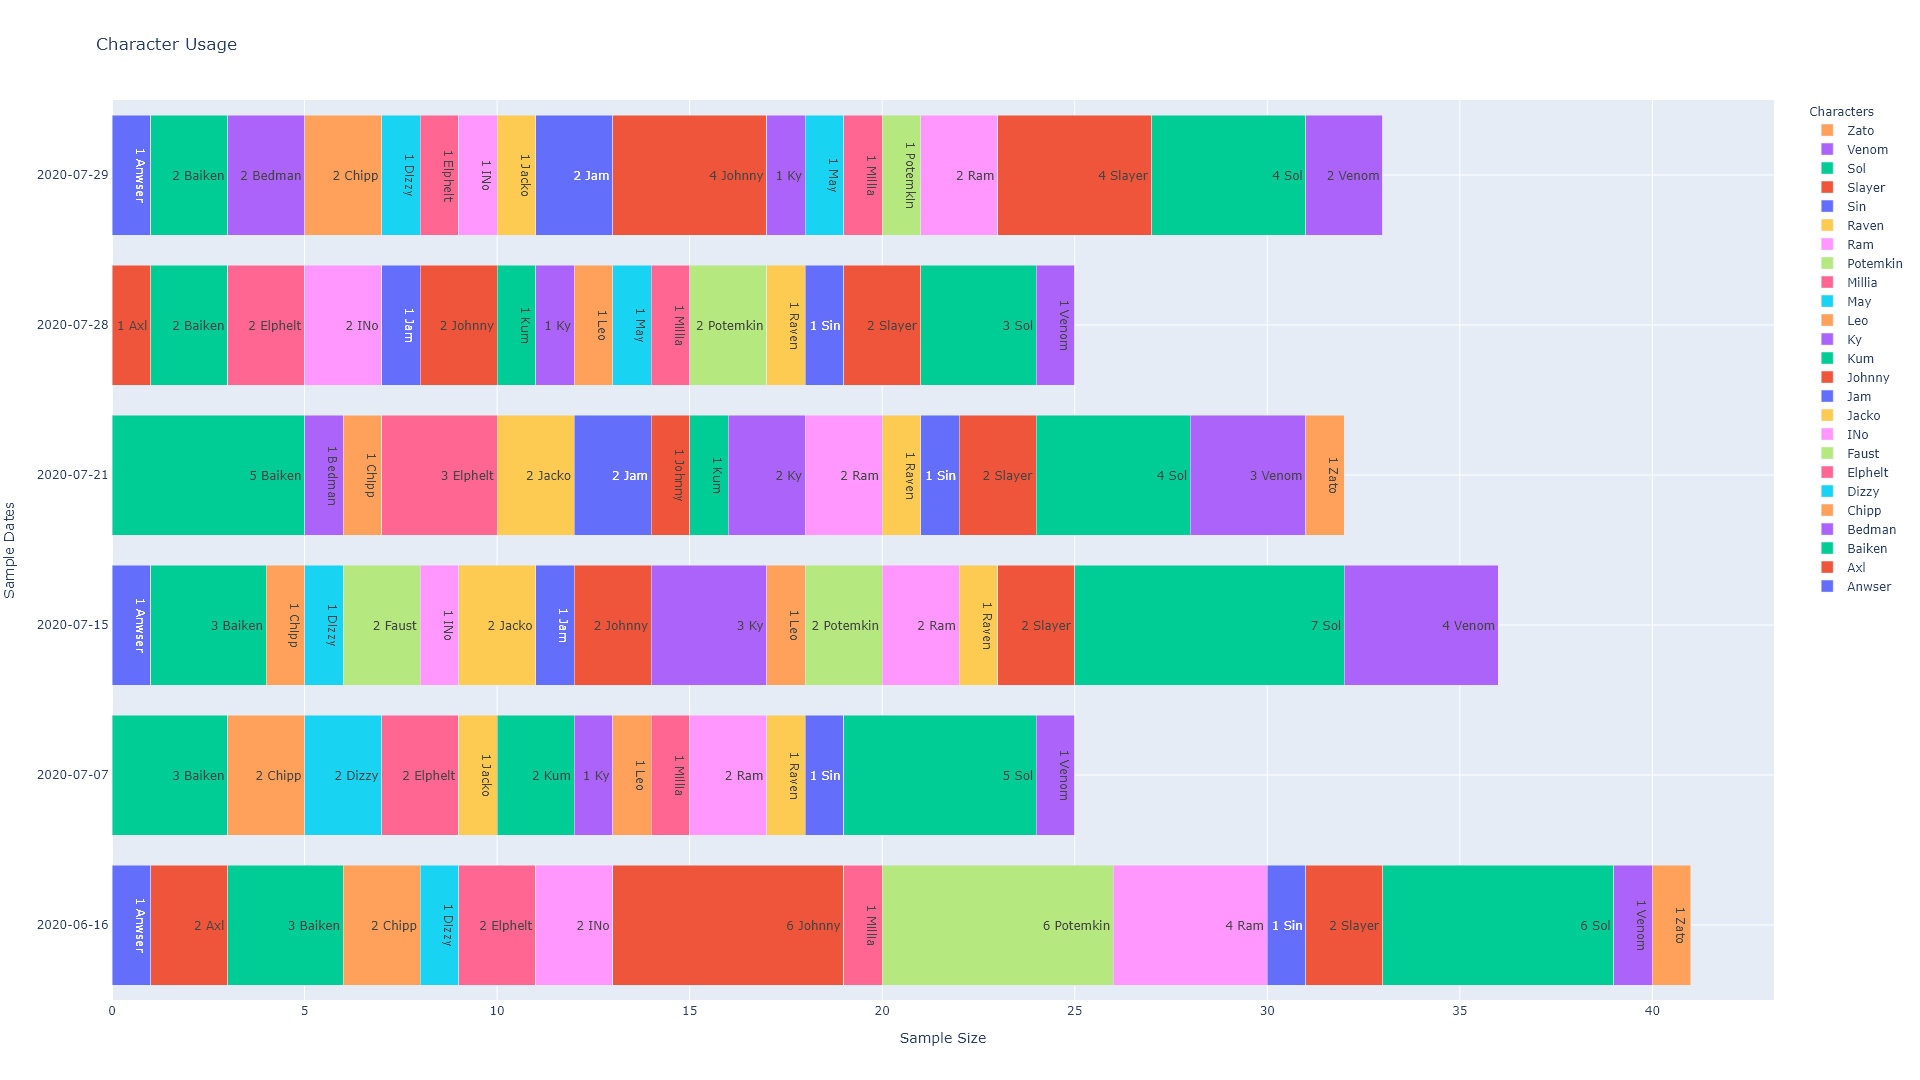 Character Usage
2020-07-29
1 Anwser 2 Baiken 2 Bedman 2 Chipp 1 Dizzy 1 Elphelt 1 INo 1 Jacko 2 Jam 4 Johnny 1 Ky 1 May 1 Millia 1 Potemkin 2 Ram 4 Slayer 4 Sol 2 Venom
2020-07-28
1 Axl 2 Baiken 2 Elphelt 2 INo 1 Jam 2 Johnny 1 Kum 1 Ky 1 Leo 1 May 1 Millia 2 Potemkin 1 Raven 1 Sin 2 Slayer 3 Sol 1 Venom
2020-07-21
5 Baiken 1 Bedman 1 Chipp 3 Elphelt 2 Jacko 2 Jam 1 Johnny 1 Kum 2 Ky 2 Ram 1 Raven 1 Sin 2 Slayer 4 Sol 3 Venom 1 Zato
2020-07-15
1 Anwser 3 Baiken 1 Chipp 1 Dizzy 2 Faust 1 INo 2 Jacko 1 Jam 2 Johnny 3 Ky 1 Leo 2 Potemkin 2 Ram 1 Raven 2 Slayer 7 Sol 4 Venom
2020-07-07
3 Baiken 2 Chipp 2 Dizzy 2 Elphelt 1 Jacko 2 Kum 1 Ky 1 Leo 1 Millia 2 Ram 1 Raven 1 Sin 5 Sol 1 Venom
2020-06-16
1 Anwser 2 Axl 3 Baiken 2 Chipp 1 Dizzy 2 Elphelt 2 INo 6 Johnny 1 Millia 6 Potemkin 4 Ram 1 Sin 2 Slayer 6 Sol 1 Venom 1 Zato
0 5 10 15 20 25 30 35 40
Sample Size
Sample Dates
Characters
Zato
Venom
Sol
Slayer
Sin
Raven
Ram
Potemkin
Millia
May
Leo
Ky
Kum
Johnny
Jam
Jacko
INo
Faust
Elphelt
Dizzy
Chipp
Bedman
Baiken
Axl
Anwser